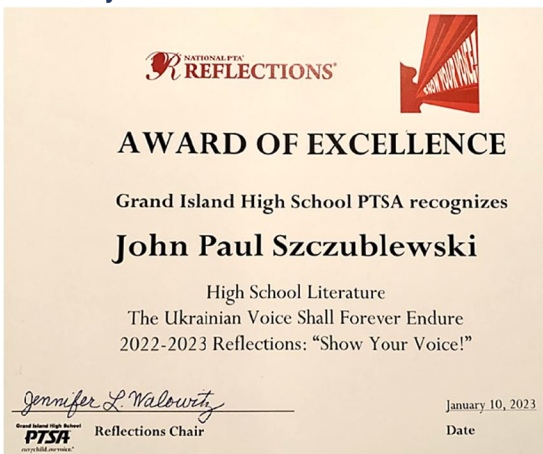 NATIONAL PTA®
REFLECTIONS®
SHOW YOUR VOICE!
AWARD OF EXCELLENCE
Grand Island High School PTSA recognizes
John Paul Szczublewski
High School Literature
The Ukrainian Voice Shall Forever Endure
2022-2023 Reflections: "Show Your Voice!"
Jennifer L. Walowitz
January 10, 2023
Grand Island High School
PTSA
everychild.onevoice.®
Reflections Chair
Date